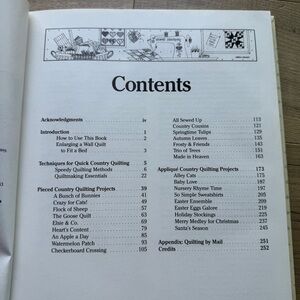 Contents
Acknowledgments iv
Introduction 1
How to Use This Book 2
Enlarging a Wall Quilt
to Fit a Bed 3
Techniques for Quick Country Quilting 5
Speedy Quilting Methods 6
Quiltmaking Essentials 22
Pieced Country Quilting Projects 39
A Bunch of Bunnies 41
Crazy for Cats! 49
Flock of Sheep 57
The Goose Quilt 63
Elsie & Co. 69
Heart's Content 79
An Apple a Day 85
Watermelon Patch 93
Checkerboard Crossing 105
All Sewed Up 113
Country Cousins 121
Springtime Tulips 129
Autumn Leaves 135
Frosty & Friends 143
Trio of Trees 151
Made in Heaven 163
Appliqué Country Quilting Projects 173
Alley Cats 181
Baby Love 187
Nursery Rhyme Time 197
So Simple Sweatshirts 205
Easter Ensemble 209
Easter Eggs Galore 219
Holiday Stockings 225
Merry Medley for Christmas 237
Santa's Season 245
Appendix: Quilting by Mail 251
Credits 252